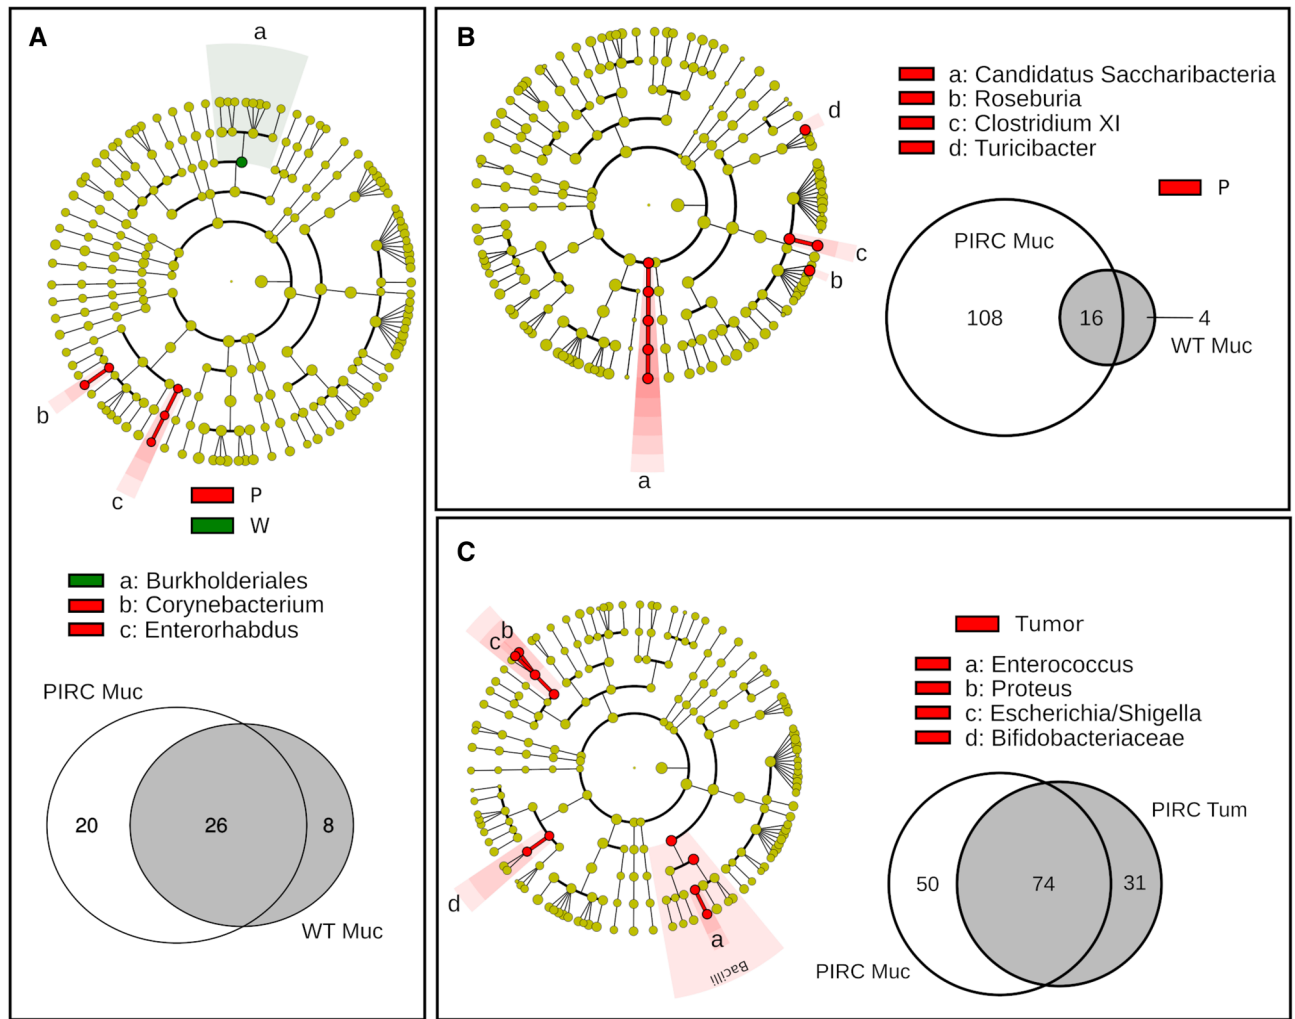 A
a
b
c
P
W
a: Burkholderiales
b: Corynebacterium
c: Enterorhabdus
PIRC Muc
20
26
8
WT Muc
B
d
c
b
a
a: Candidatus Saccharibacteria
b: Roseburia
c: Clostridium XI
d: Turicibacter
P
PIRC Muc
108
16
4
WT Muc
C
b
c
d
a
Bacilli
Tumor
a: Enterococcus
b: Proteus
c: Escherichia/Shigella
d: Bifidobacteriaceae
PIRC Tum
50
74
31
PIRC Muc